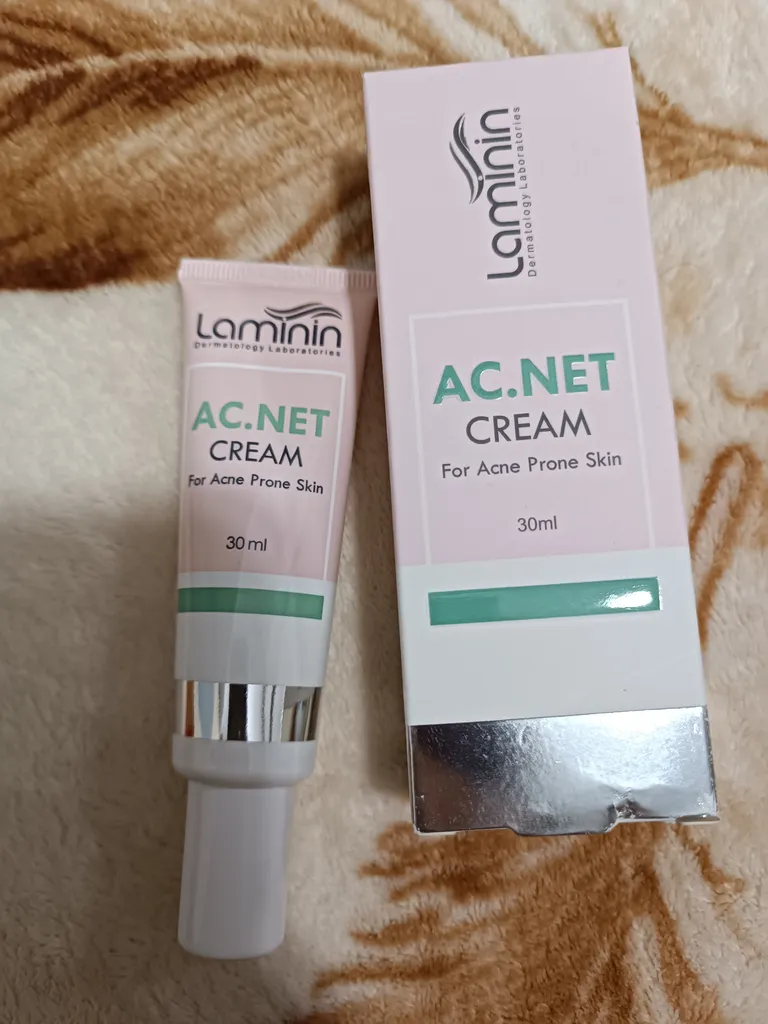 Laminin
Dermatology Laboratories
AC.NET
CREAM
For Acne Prone Skin
30 ml
Laminin
Dermatology Laboratories
AC.NET
CREAM
For Acne Prone Skin
30ml